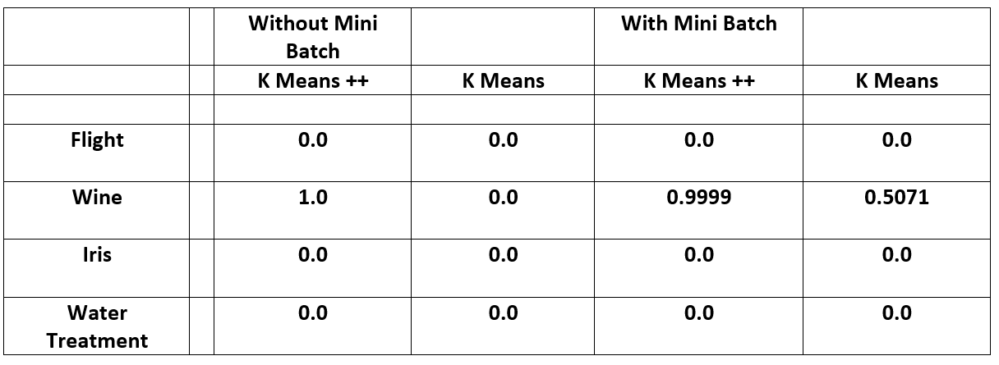 Without Mini
Batch
With Mini Batch
K Means ++ K Means K Means ++ K Means
Flight 0.0 0.0 0.0 0.0
Wine 1.0 0.0 0.9999 0.5071
Iris 0.0 0.0 0.0 0.0
Water
Treatment
0.0 0.0 0.0 0.0